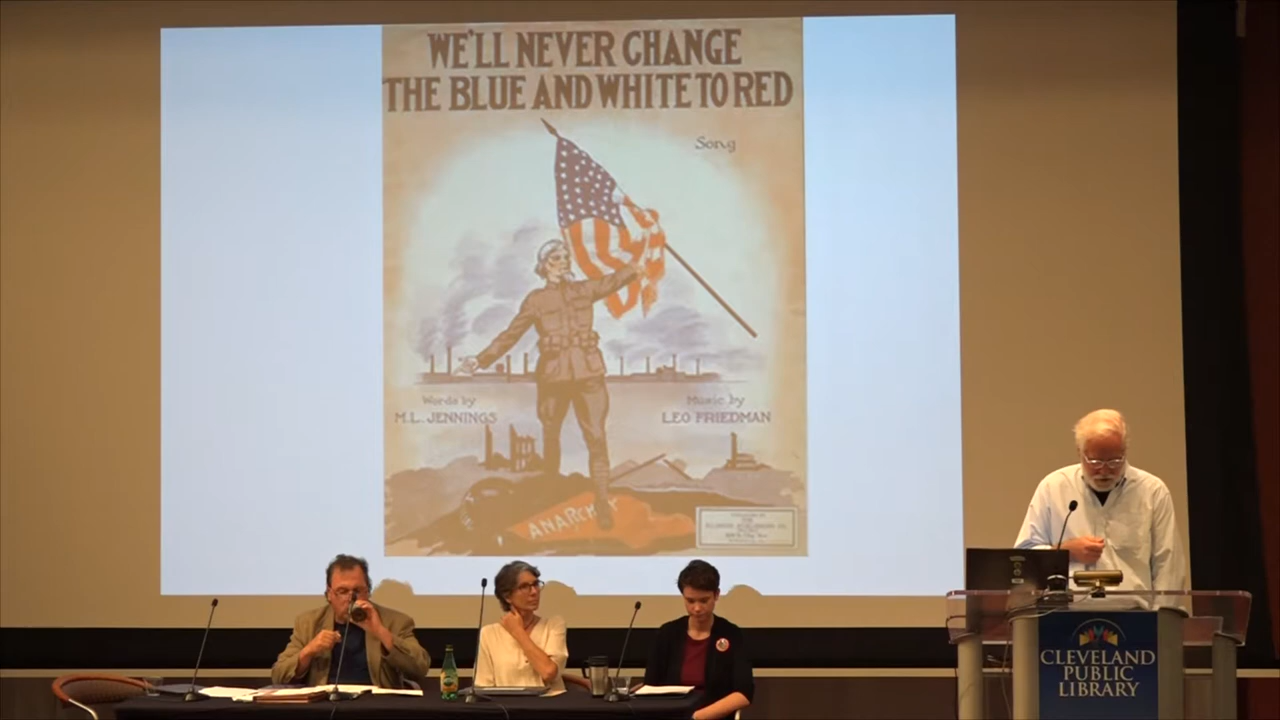 WE'LL NEVER CHANGE
THE BLUE AND WHITE TO RED
Song
Words by
M.L. JENNINGS
Music by
LEO FRIEDMAN
ANARCHY
CLEVELAND
PUBLIC
LIBRARY